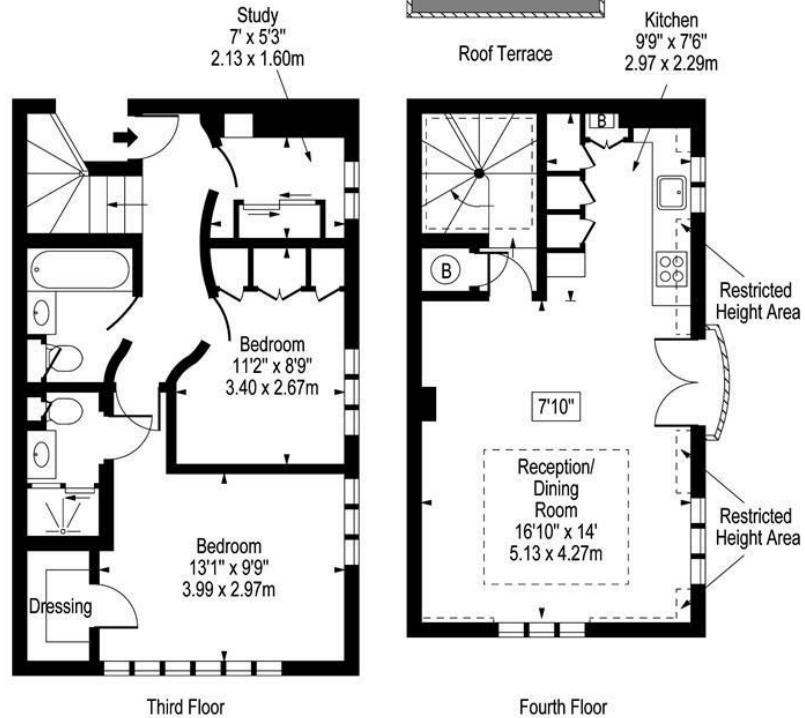 Study
7' x 5'3"
2.13 x 1.60m
Roof Terrace
Kitchen
9'9" x 7'6"
2.97 x 2.29m
B
B
Restricted
Height Area
Bedroom
11'2" x 8'9"
3.40 x 2.67m
7'10"
Reception/
Dining
Room
16'10" x 14'
5.13 x 4.27m
Restricted
Height Area
Bedroom
13'1" x 9'9"
3.99 x 2.97m
Dressing
Third Floor
Fourth Floor